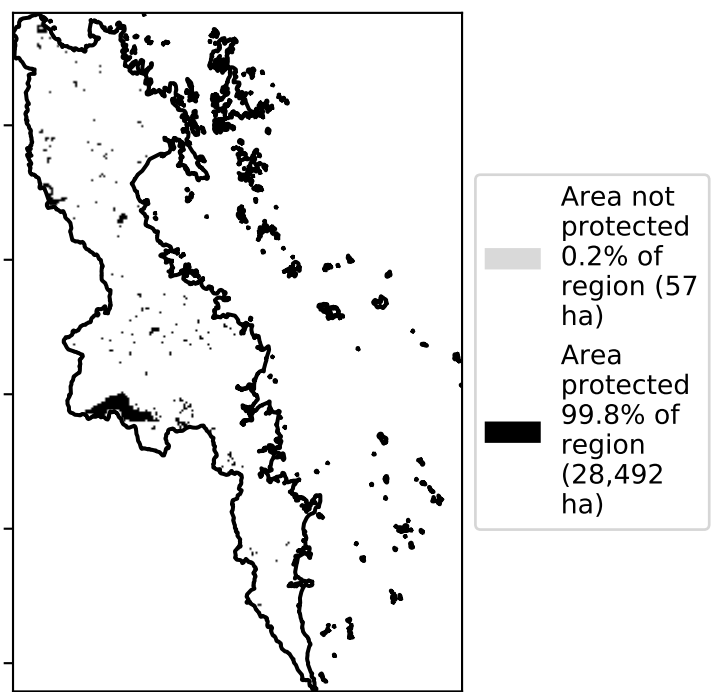 Area not
protected
0.2% of
region (57
ha)
Area
protected
99.8% of
region
(28,492
ha)